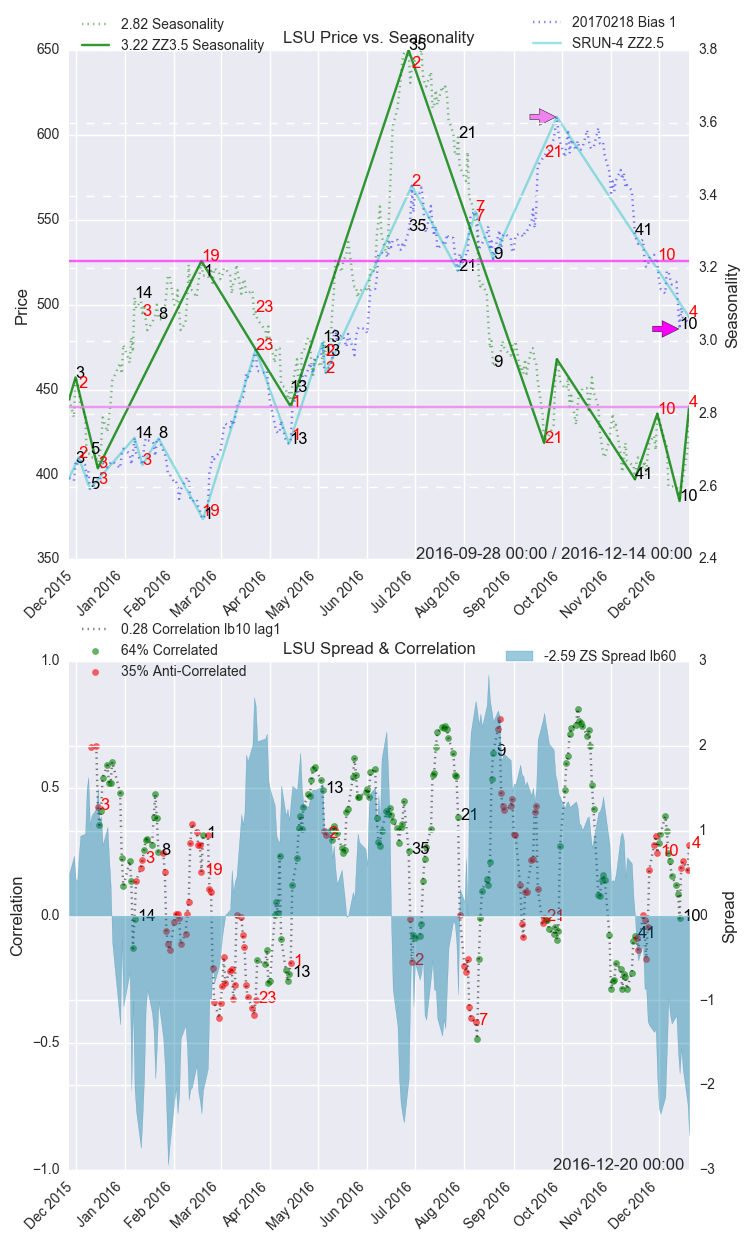 2.82 Seasonality
3.22 ZZ3.5 Seasonality
LSU Price vs. Seasonality
20170218 Bias 1
SRUN-4 ZZ2.5
650
600
550
500
450
400
350
Price
3.8
3.6
3.4
3.2
3.0
2.8
2.6
2.4
Seasonality
35
2
21
21
2
7
7
41
35
9
19
1
21
10
14
3
8
23
4
10
13
13
2
2
23
9
3
2
13
1
10
4
5
3
14
8
1
13
21
2
3
3
3
5
41
19
1
10
2016-09-28 00:00 / 2016-12-14 00:00
Dec 2015
Jan 2016
Feb 2016
Mar 2016
Apr 2016
May 2016
Jun 2016
Jul 2016
Aug 2016
Sep 2016
Oct 2016
Nov 2016
Dec 2016
0.28 Correlation lb10 lag1
64% Correlated
35% Anti-Correlated
LSU Spread & Correlation
-2.59 ZS Spread lb60
1.0
0.5
0.0
−0.5
−1.0
Correlation
3
2
1
0
−1
−2
−3
Spread
9
13
3
21
1
2
3
8
35
10
4
19
14
21
10
41
1
13
2
23
7
2016-12-20 00:00
Dec 2015
Jan 2016
Feb 2016
Mar 2016
Apr 2016
May 2016
Jun 2016
Jul 2016
Aug 2016
Sep 2016
Oct 2016
Nov 2016
Dec 2016